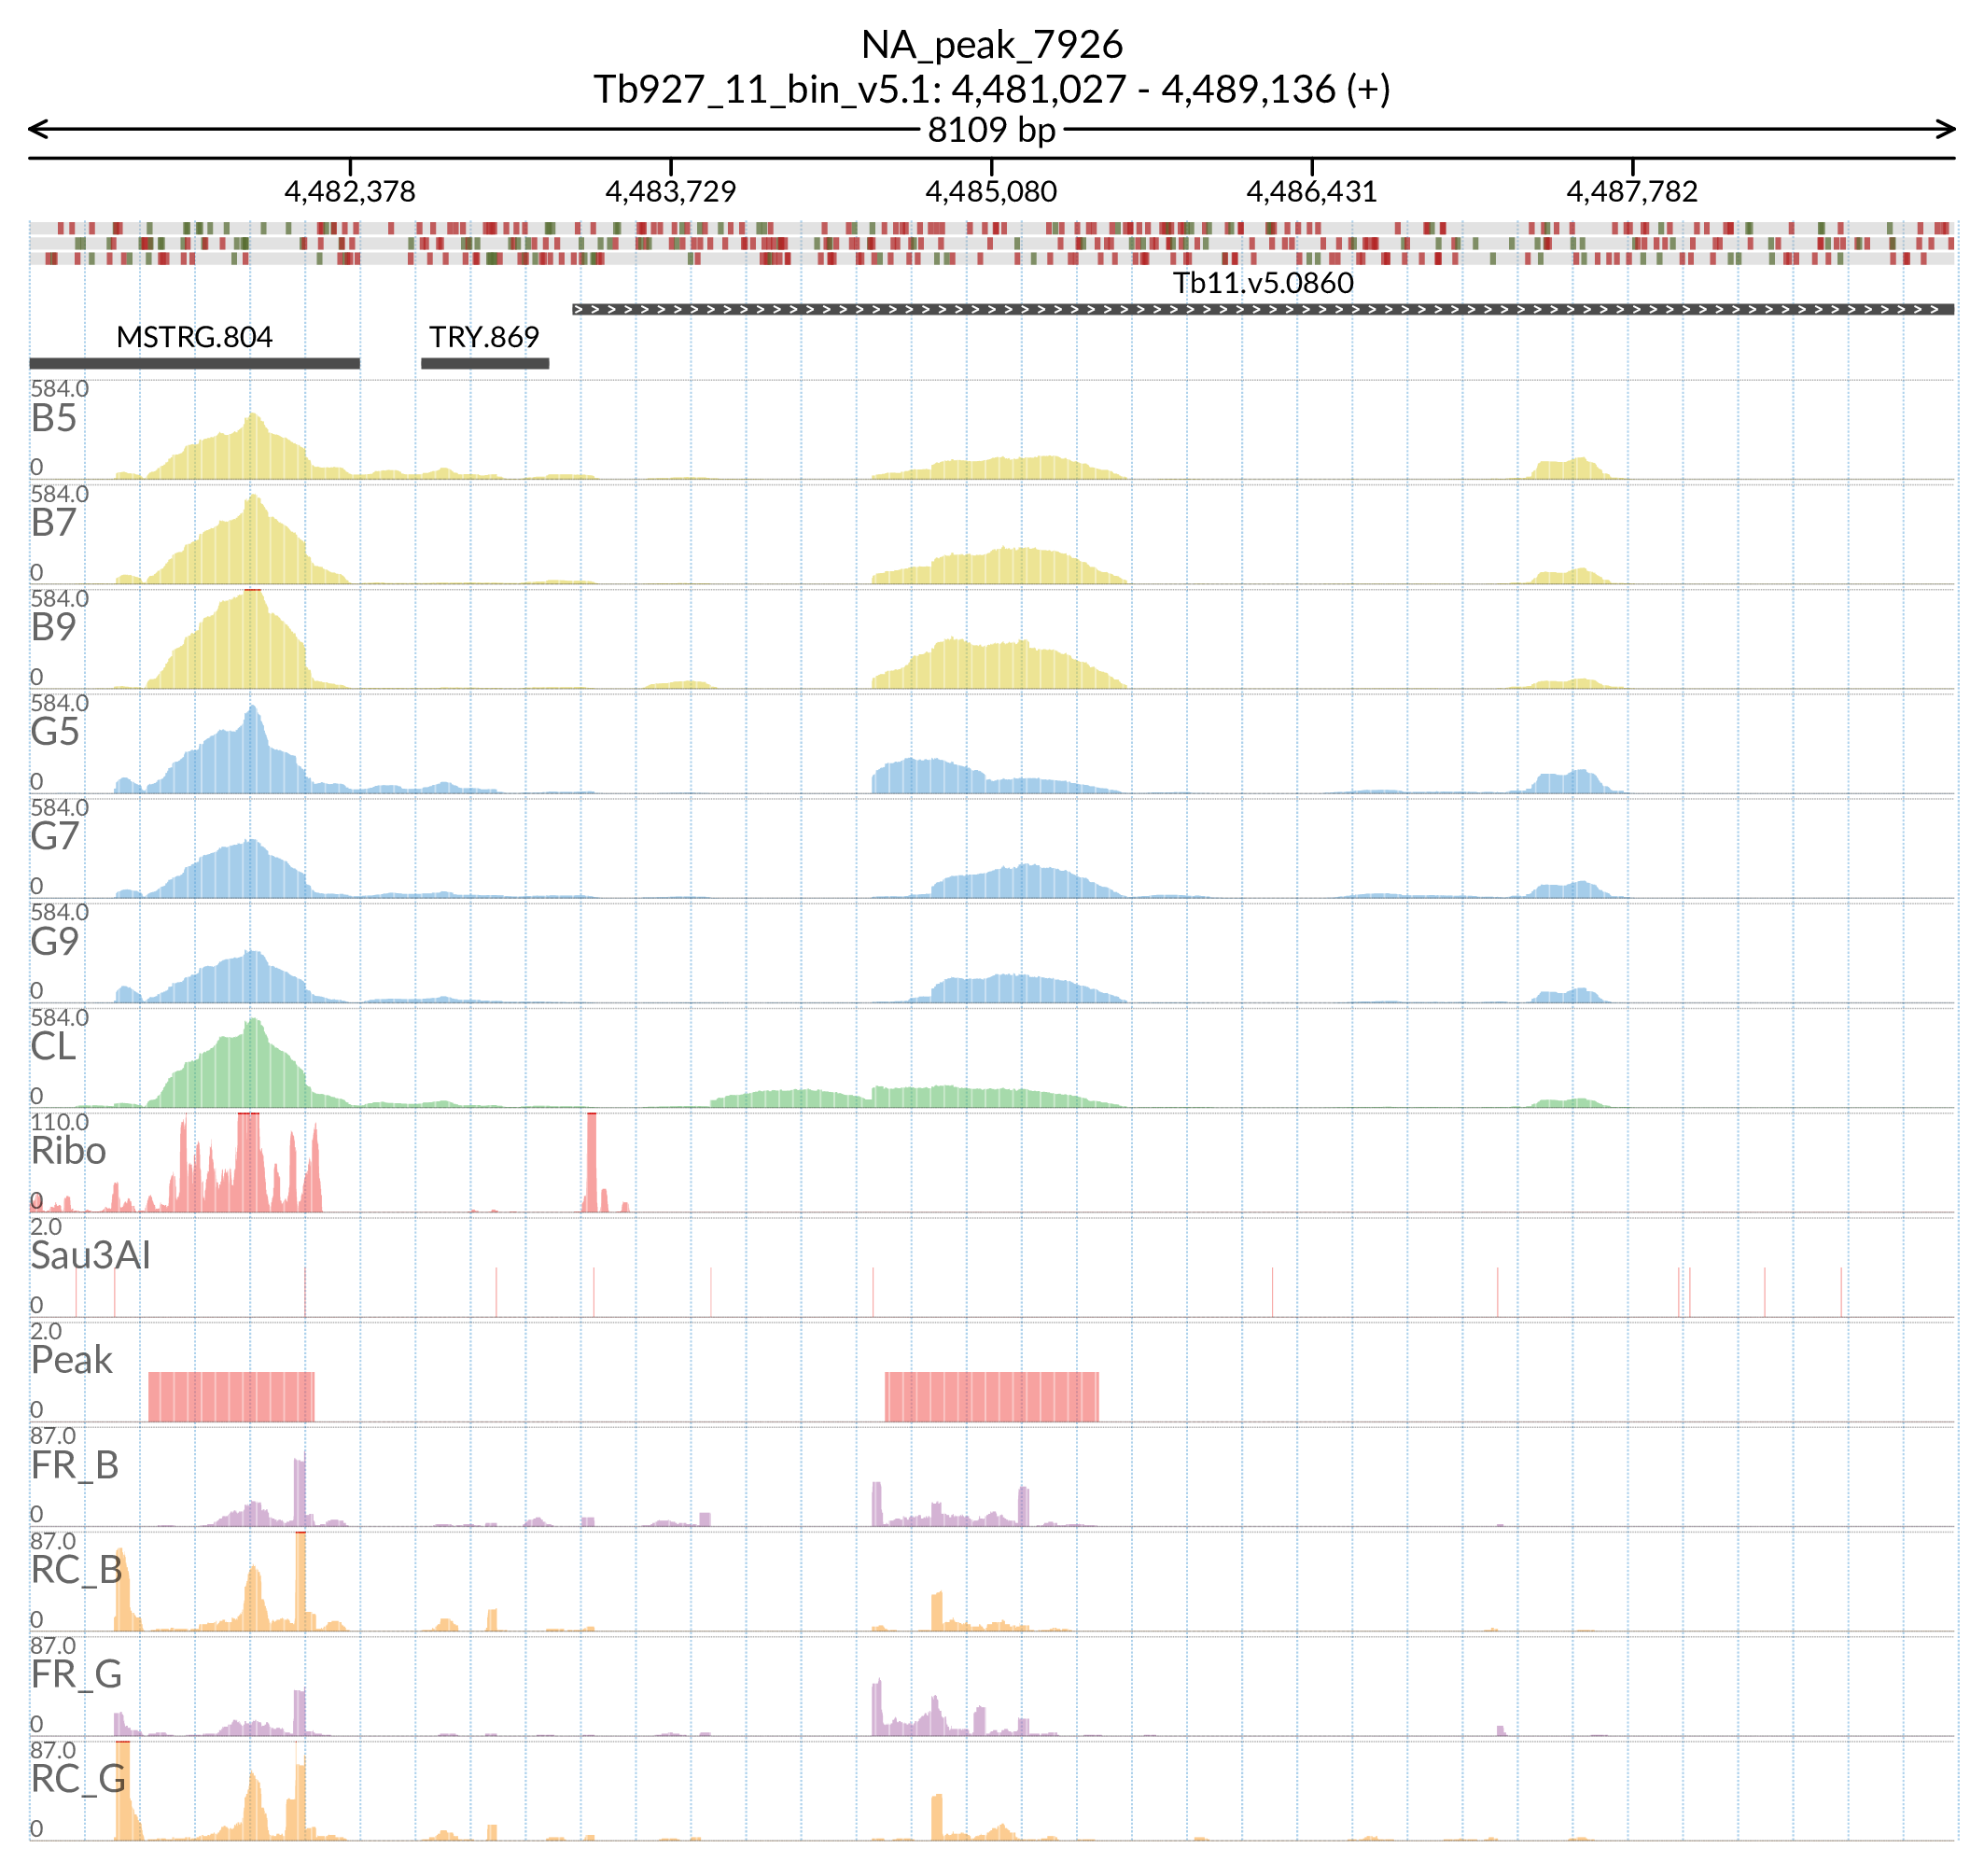 NA_peak_7926
Tb927_11_bin_v5.1: 4,481,027 - 4,489,136 (+)
8109 bp
4,482,378 4,483,729 4,485,080 4,486,431 4,487,782
Tb11.v5.0860
MSTRG.804 TRY.869
584.0
B5
0
584.0
B7
0
584.0
B9
0
584.0
G5
0
584.0
G7
0
584.0
G9
0
584.0
CL
0
110.0
Ribo
0
2.0
Sau3AI
0
2.0
Peak
0
87.0
FR_B
0
87.0
RC_B
0
87.0
FR_G
0
87.0
RC_G
0